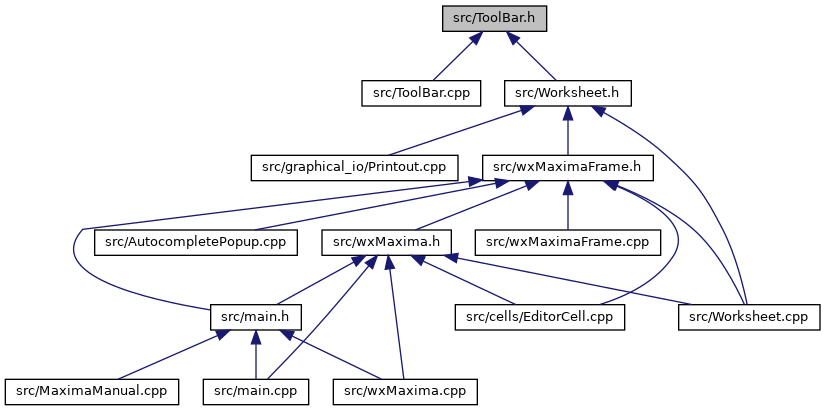 src/ToolBar.h
src/ToolBar.cpp
src/Worksheet.h
src/graphical_io/Printout.cpp
src/wxMaximaFrame.h
src/AutocompletePopup.cpp
src/wxMaxima.h
src/wxMaximaFrame.cpp
src/main.h
src/cells/EditorCell.cpp
src/Worksheet.cpp
src/MaximaManual.cpp
src/main.cpp
src/wxMaxima.cpp